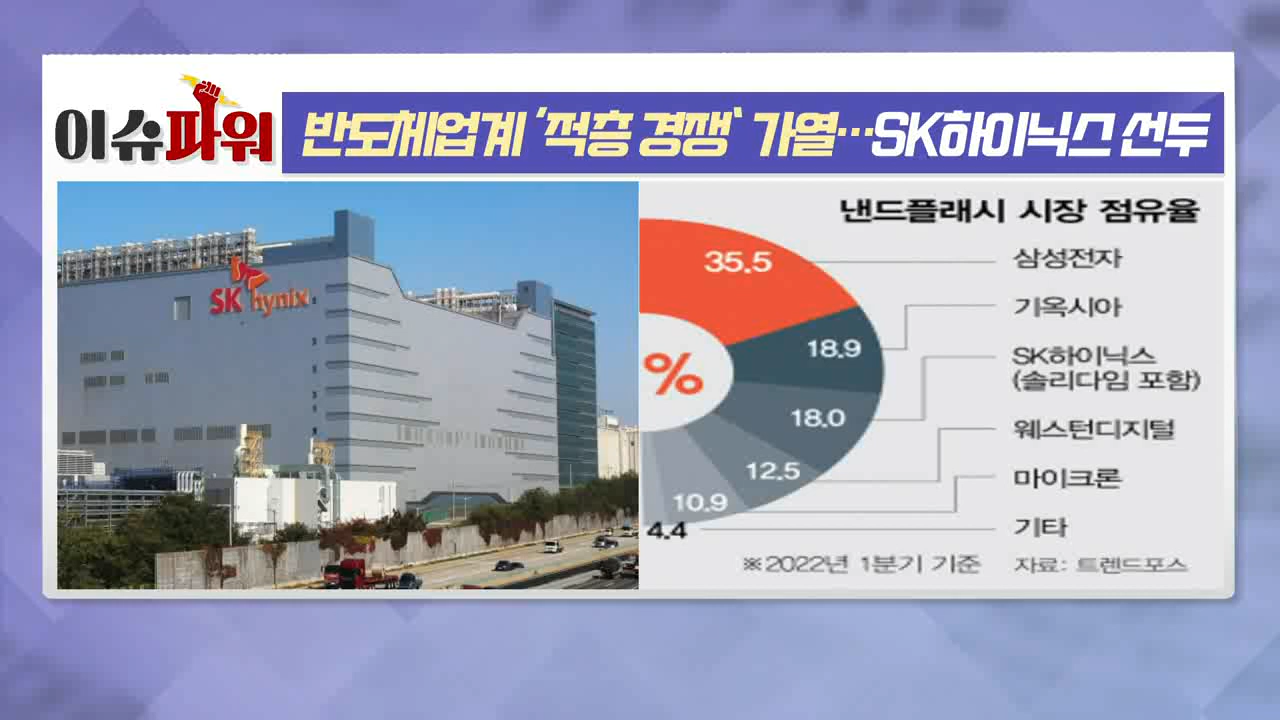 이슈파워
반도체업계 '적층 경쟁' 가열…SK하이닉스 선두
SK hynix
낸드플래시 시장 점유율
35.5
삼성전자
18.9
기옥시아
%
18.0
SK하이닉스
(솔리다임 포함)
12.5
웨스턴디지털
10.9
마이크론
4.4
기타
※2022년 1분기 기준
자료: 트렌드포스